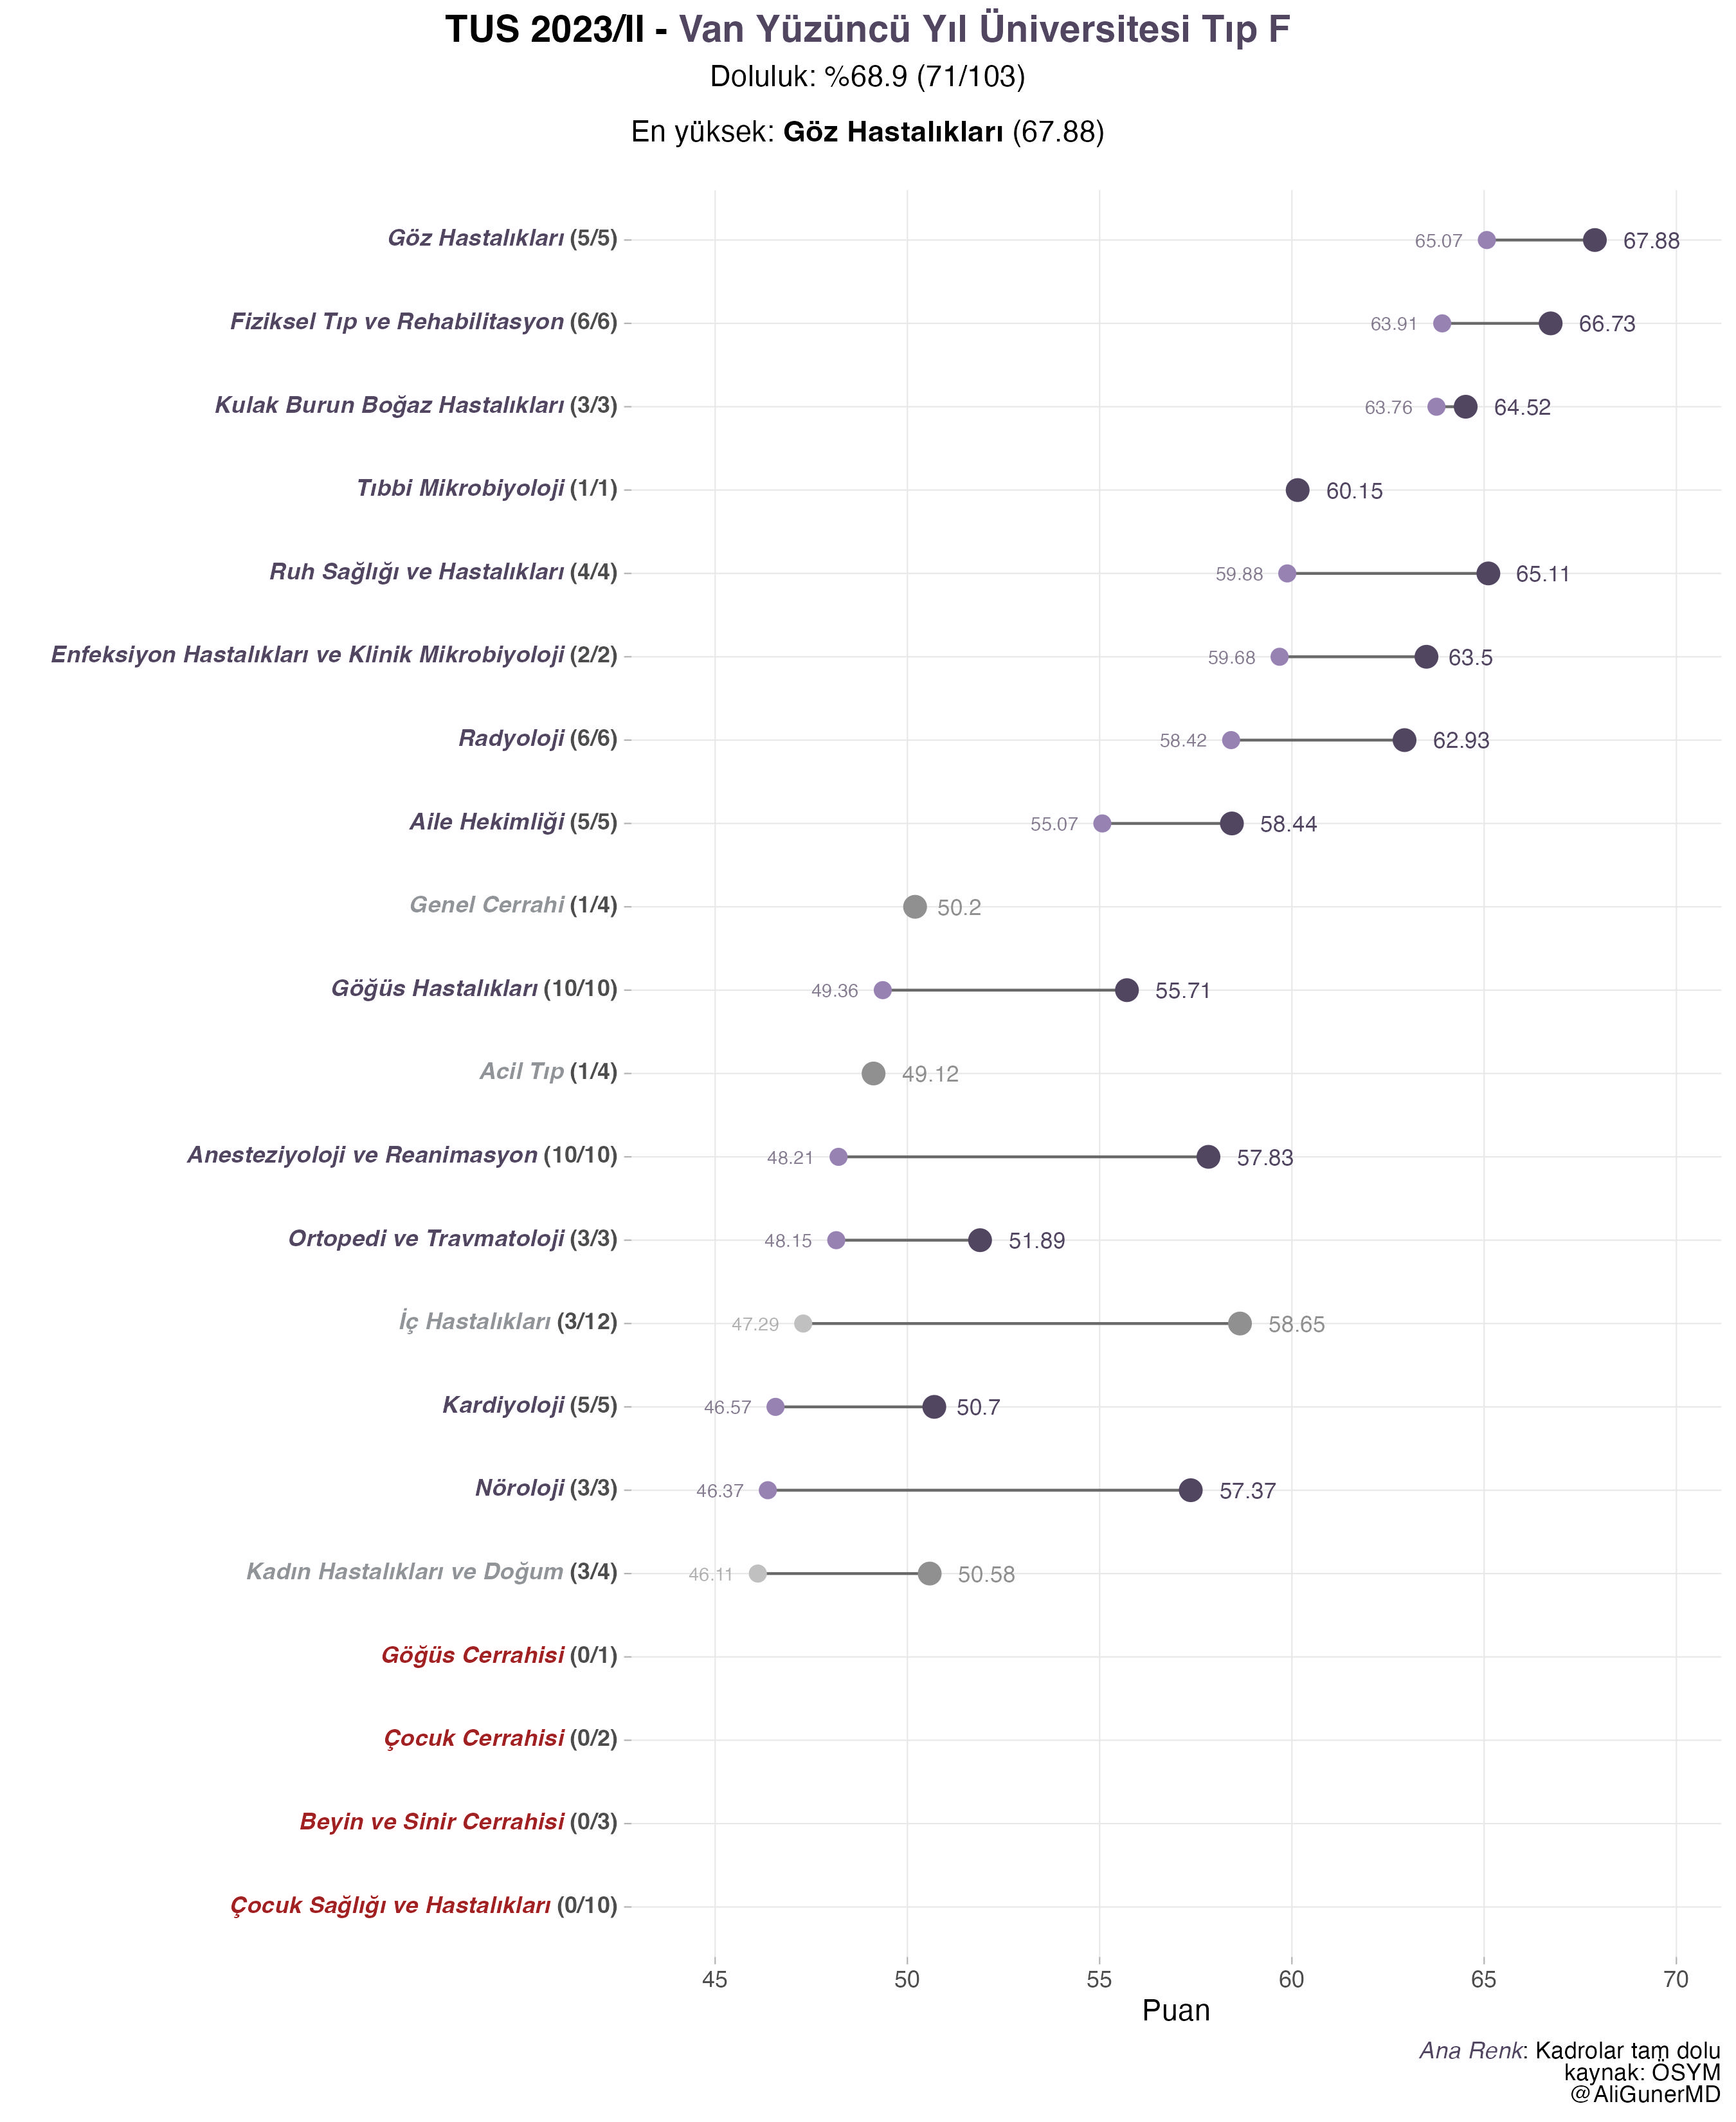 TUS 2023/II - Van Yüzüncü Yıl Üniversitesi Tıp F
Doluluk: %68.9 (71/103)
En yüksek: Göz Hastalıkları (67.88)
Göz Hastalıkları (5/5) 65.07 67.88
Fiziksel Tıp ve Rehabilitasyon (6/6) 63.91 66.73
Kulak Burun Boğaz Hastalıkları (3/3) 63.76 64.52
Tıbbi Mikrobiyoloji (1/1) 60.15
Ruh Sağlığı ve Hastalıkları (4/4) 59.88 65.11
Enfeksiyon Hastalıkları ve Klinik Mikrobiyoloji (2/2) 59.68 63.5
Radyoloji (6/6) 58.42 62.93
Aile Hekimliği (5/5) 55.07 58.44
Genel Cerrahi (1/4) 50.2
Göğüs Hastalıkları (10/10) 49.36 55.71
Acil Tıp (1/4) 49.12
Anesteziyoloji ve Reanimasyon (10/10) 48.21 57.83
Ortopedi ve Travmatoloji (3/3) 48.15 51.89
İç Hastalıkları (3/12) 47.29 58.65
Kardiyoloji (5/5) 46.57 50.7
Nöroloji (3/3) 46.37 57.37
Kadın Hastalıkları ve Doğum (3/4) 46.11 50.58
Göğüs Cerrahisi (0/1)
Çocuk Cerrahisi (0/2)
Beyin ve Sinir Cerrahisi (0/3)
Çocuk Sağlığı ve Hastalıkları (0/10)
45 50 55 60 65 70
Puan
Ana Renk: Kadrolar tam dolu
kaynak: ÖSYM
@AliGunerMD